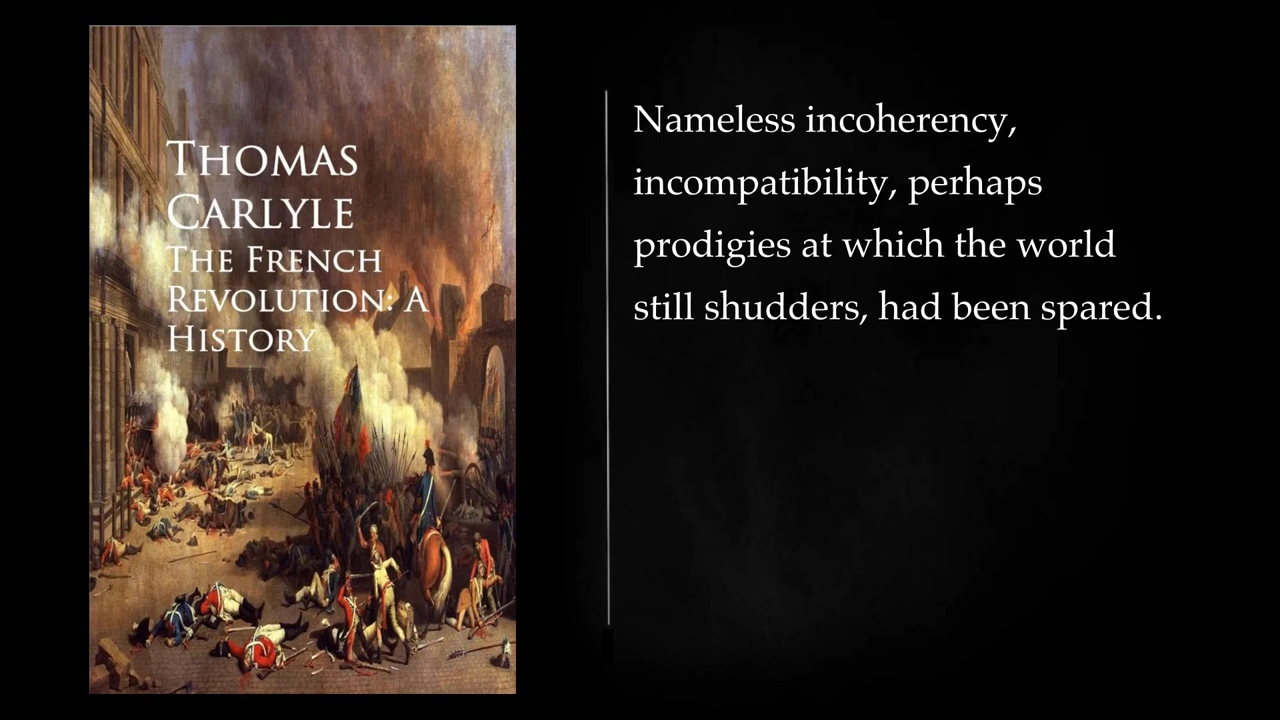 THOMAS
CARLYLE
THE FRENCH
REVOLUTION: A
HISTORY
Nameless incoherency,
incompatibility, perhaps
prodigies at which the world
still shudders, had been spared.